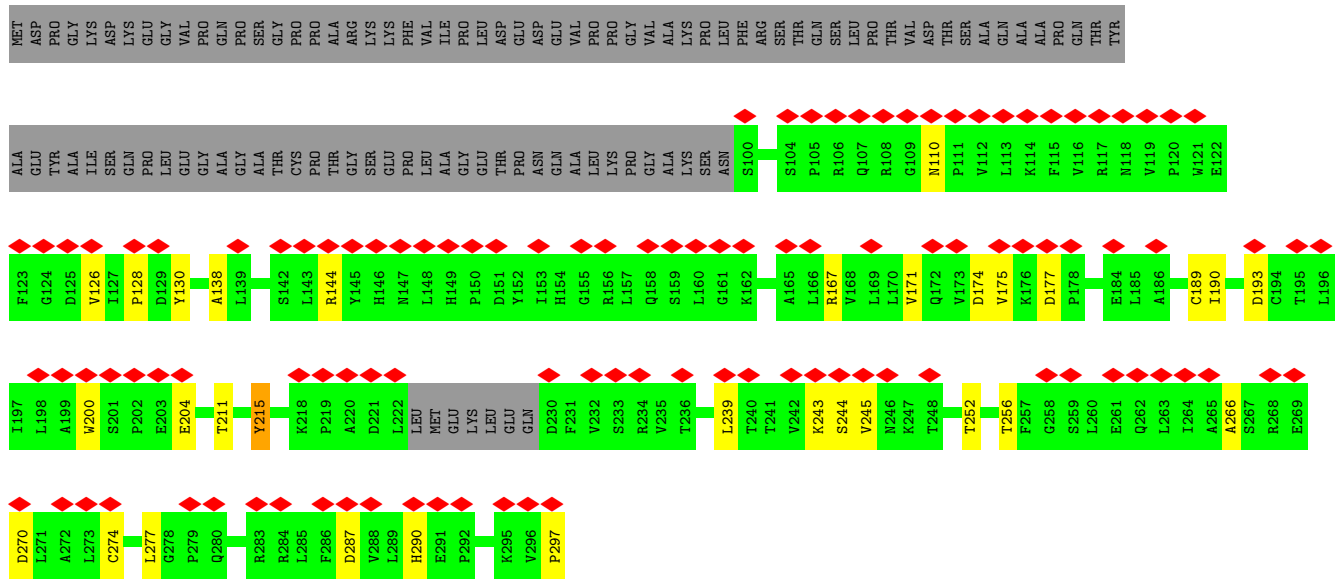 MET ASP PRO GLY LYS ASP LYS GLU GLY VAL PRO GLN PRO SER GLY PRO PRO ALA ARG LYS LYS PHE VAL ILE PRO LEU ASP GLU ASP GLU VAL PRO PRO GLY VAL ALA LYS PRO LEU PHE ARG SER THR GLN SER LEU PRO THR VAL ASP THR SER ALA GLN ALA ALA PRO GLN THR TYR
ALA GLU TYR ALA ILE SER GLN PRO LEU GLU GLY ALA GLY ALA THR CYS PRO THR GLY SER GLU PRO LEU ALA GLY GLU THR PRO ASN GLN ALA LEU LYS PRO GLY ALA LYS SER ASN S100 S104 P105 R106 Q107 R108 G109 N110 P111 V112 L113 K114 F115 V116 R117 N118 V119 P120 W121 E122
F123 G124 D125 V126 I127 P128 D129 Y130 A138 L139 S142 L143 R144 Y145 H146 N147 L148 H149 P150 D151 Y152 I153 H154 G155 R156 L157 Q158 S159 L160 G161 K162 A165 L166 R167 V168 L169 L170 V171 Q172 V173 D174 V175 K176 D177 P178 E184 L185 A186 C189 I190 D193 C194 T195 L196
I197 L198 A199 W200 S201 P202 E203 E204 T211 Y215 K218 P219 A220 D221 L222 LEU MET GLU LYS LEU GLU GLN D230 F231 V232 S233 R234 V235 T236 L239 T240 T241 V242 K243 S244 V245 N246 K247 T248 T252 T256 F257 G258 S259 L260 E261 Q262 L263 I264 A265 A266 S267 R268 E269
D270 L271 A272 L273 C274 L277 G278 P279 Q280 R283 R284 L285 F286 D287 V288 L289 H290 E291 P292 K295 V296 P297